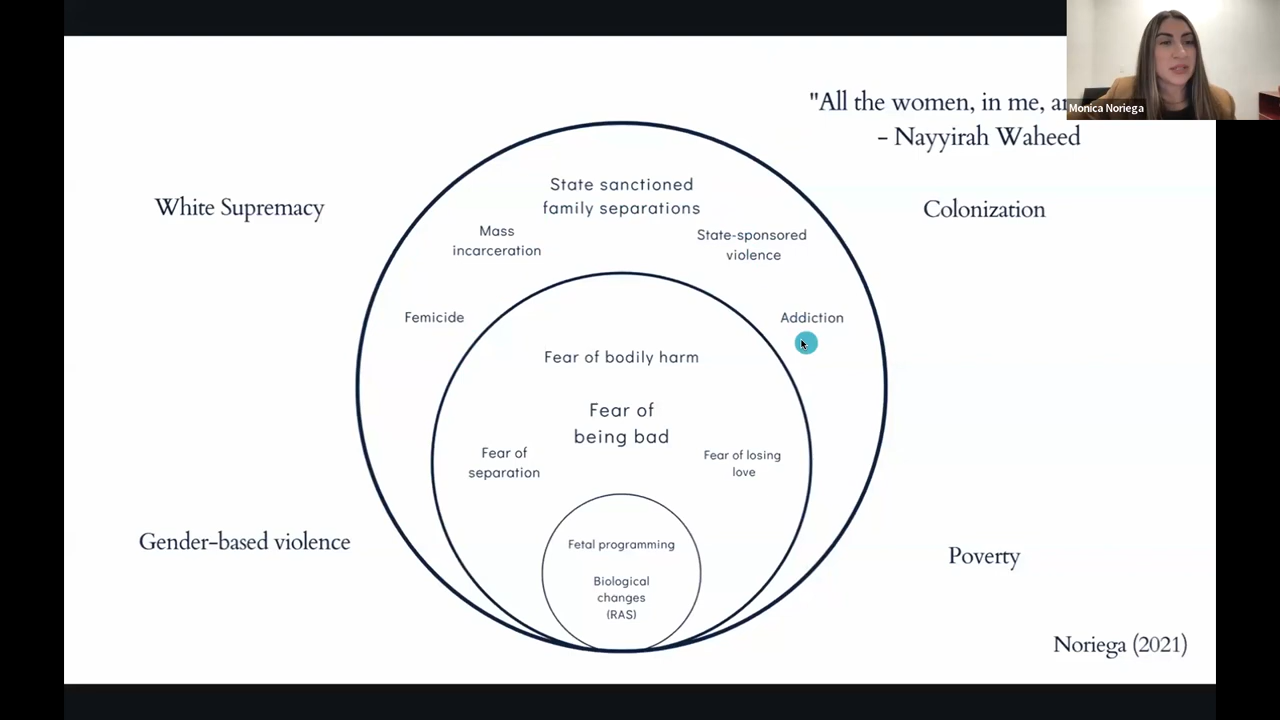 "All the women, in me,
- Nayyirah Waheed
Monica Noriega
White Supremacy
Colonization
State sanctioned
family separations
Mass
incarceration
State-sponsored
violence
Femicide
Addiction
Fear of bodily harm
Fear of
being bad
Fear of
separation
Fear of losing
love
Gender-based violence
Fetal programming
Biological
changes
(RAS)
Poverty
Noriega (2021)